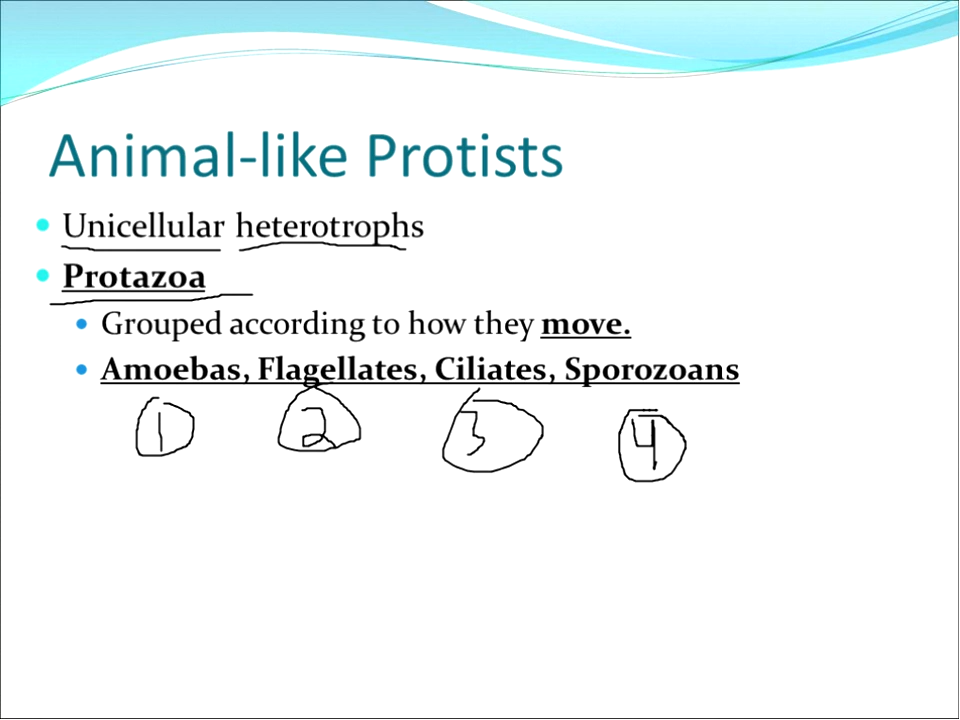 Animal-like Protists
Unicellular heterotrophs
Protazoa
Grouped according to how they move.
Amoebas, Flagellates, Ciliates, Sporozoans
1 2 3 4